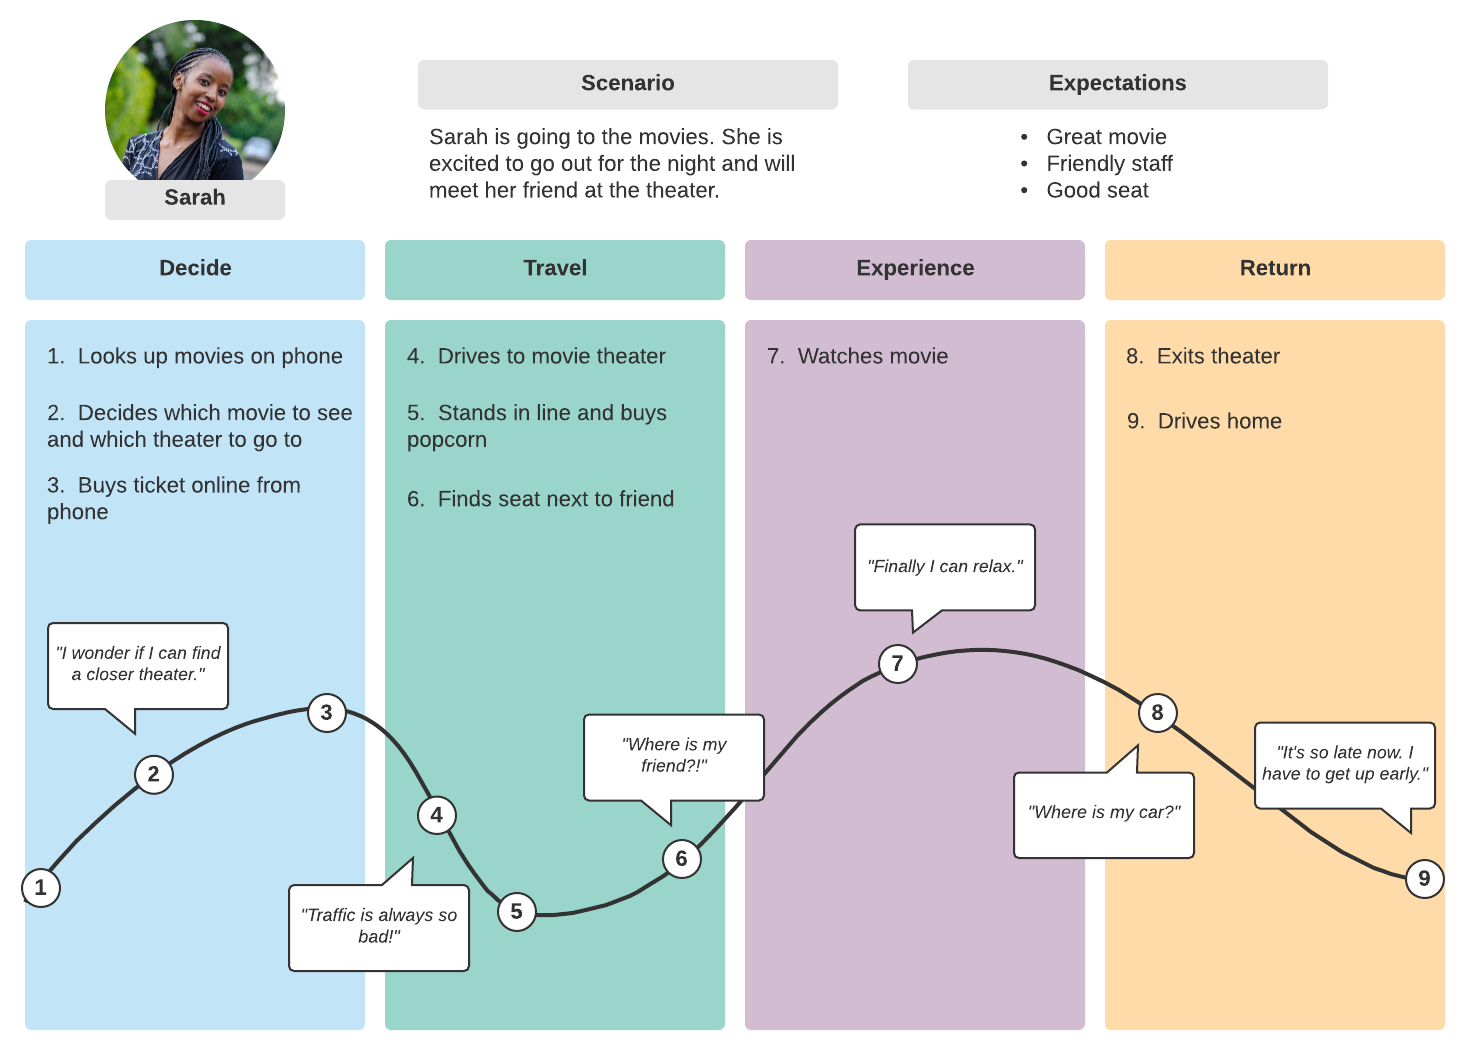 Sarah
Scenario
Sarah is going to the movies. She is
excited to go out for the night and will
meet her friend at the theater.
Expectations
• Great movie
• Friendly staff
• Good seat
Decide
Travel
Experience
Return
1. Looks up movies on phone
2. Decides which movie to see
and which theater to go to
3. Buys ticket online from
phone
4. Drives to movie theater
5. Stands in line and buys
popcorn
6. Finds seat next to friend
7. Watches movie
8. Exits theater
9. Drives home
"I wonder if I can find
a closer theater."
"Traffic is always so
bad!"
"Where is my
friend?!"
"Finally I can relax."
"Where is my car?"
"It's so late now. I
have to get up early."
1
2
3
4
5
6
7
8
9